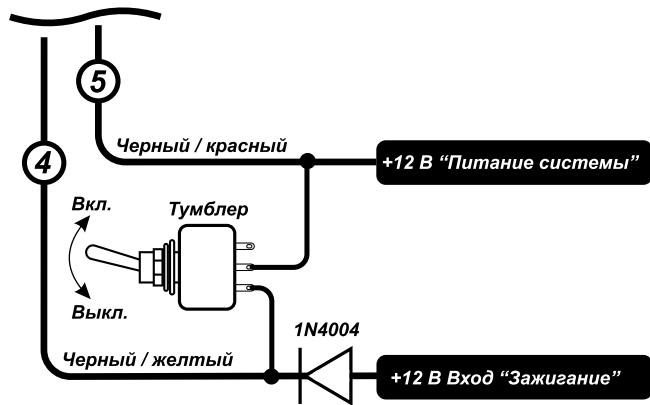 5
Черный / красный
+12 В “Питание системы”
4
Вкл.
Тумблер
Выкл.
1N4004
Черный / желтый
+12 В Вход “Зажигание”